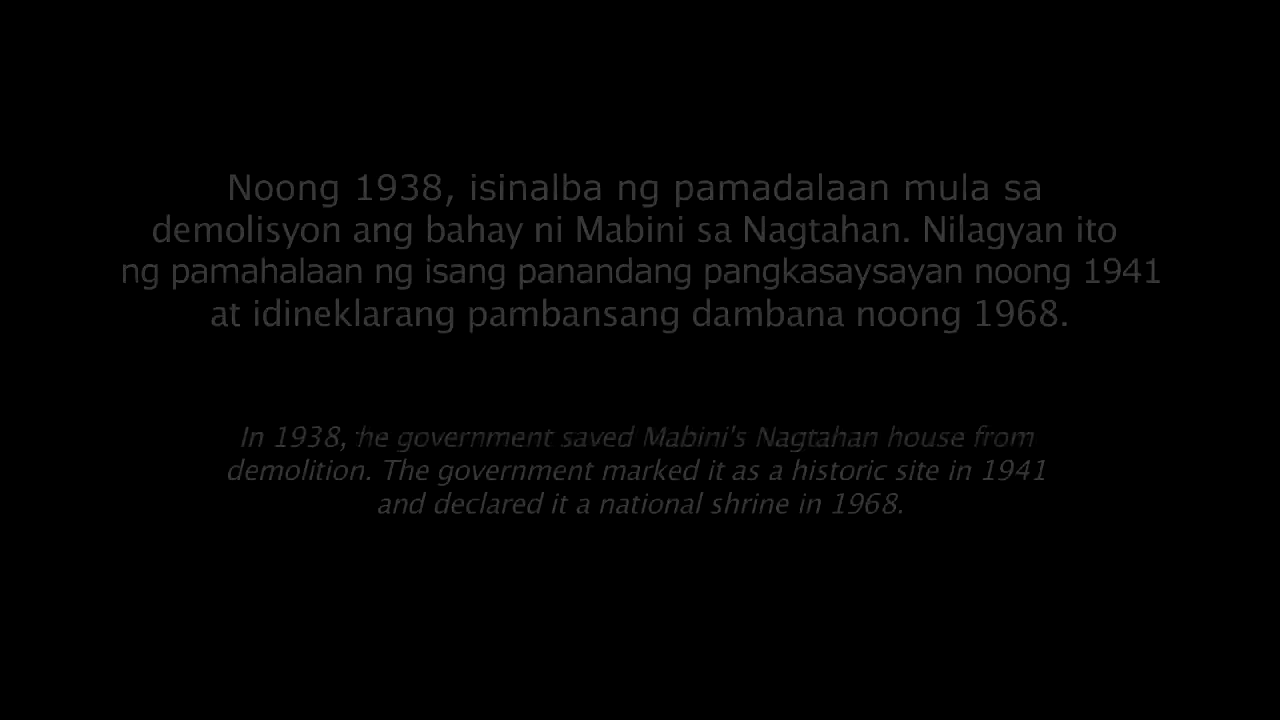 Noong 1938, isinalba ng pamadalaan mula sa
demolisyon ang bahay ni Mabini sa Nagtahan. Nilagyan ito
ng pamahalaan ng isang panandang pangkasaysayan noong 1941
at idineklarang pambansang dambana noong 1968.
In 1938, the government saved Mabini's Nagtahan house from
demolition. The government marked it as a historic site in 1941
and declared it a national shrine in 1968.